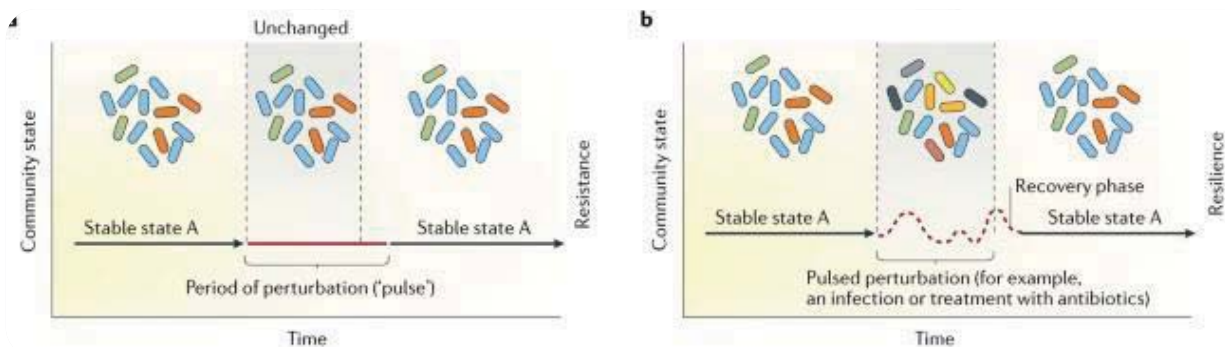 Unchanged
Community state
Stable state A
Stable state A
Resistance
Period of perturbation ('pulse')
Time
b
Community state
Recovery phase
Stable state A
Stable state A
Resilience
Pulsed perturbation (for example,
an infection or treatment with antibiotics)
Time